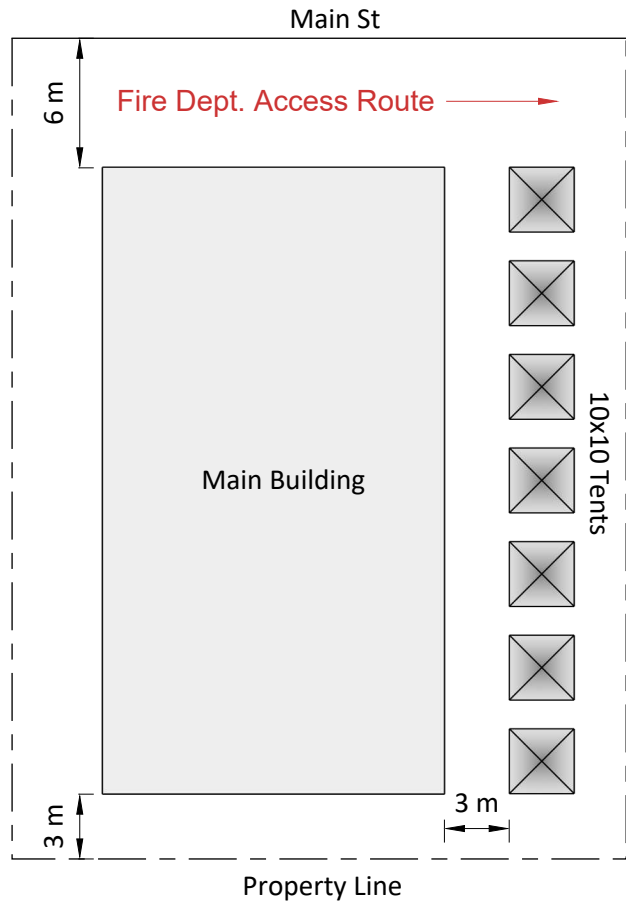 Main St
6 m
Fire Dept. Access Route
10x10 Tents
Main Building
3 m
3 m
Property Line